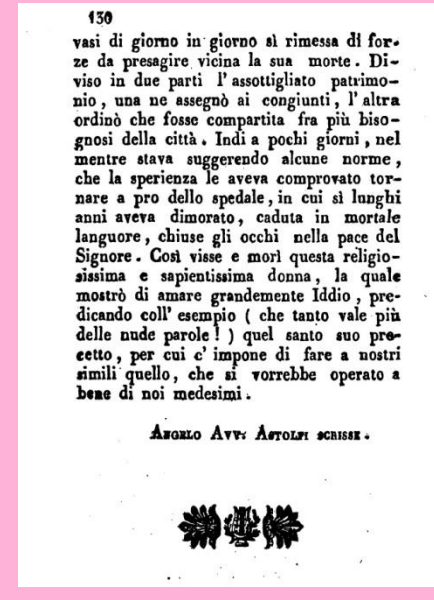 130
vasi di giorno in giorno sì rimessa di for-
ze da presagire vicina la sua morte. Di-
viso in due parti l'assottigliato patrimo-
nio, una ne assegnò ai congiunti, l'altra
ordinò che fosse compartita fra più biso-
gnosi della città. Indi a pochi giorni, nel
mentre stava suggerendo alcune norme,
che la sperienza le aveva comprovato tor-
nare a pro dello spedale, in cui sì lunghi
anni aveva dimorato, caduta in mortale
languore, chiuse gli occhi nella pace del
Signore. Così visse e morì questa religio-
sissima e sapientissima donna, la quale
mostrò di amare grandemente Iddio, pre-
dicando coll' esempio ( che tanto vale più
delle nude parole! ) quel santo suo pre-
cetto, per cui c' impone di fare a nostri
simili quello, che si vorrebbe operato a
bene di noi medesimi.
ANGELO AVV: ASTOLFI SCRISSE.